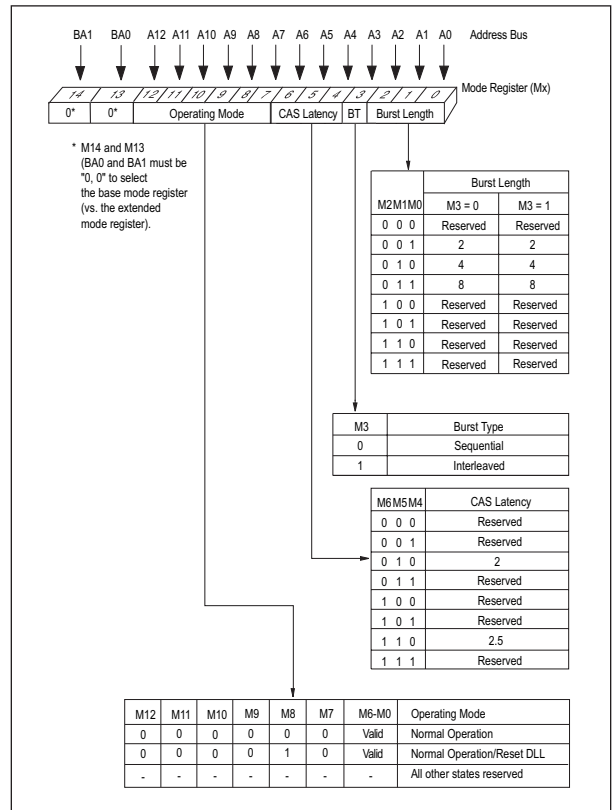 BA1 BA0 A12 A11 A10 A9 A8 A7 A6 A5 A4 A3 A2 A1 A0 Address Bus
14 13 12 11 10 9 8 7 6 5 4 3 2 1 0 Mode Register (Mx)
0* 0* Operating Mode CAS Latency BT Burst Length
* M14 and M13
(BA0 and BA1 must be
"0, 0" to select
the base mode register
(vs. the extended
mode register).
Burst Length
M2M1M0 M3 = 0 M3 = 1
0 0 0 Reserved Reserved
0 0 1 2 2
0 1 0 4 4
0 1 1 8 8
1 0 0 Reserved Reserved
1 0 1 Reserved Reserved
1 1 0 Reserved Reserved
1 1 1 Reserved Reserved
M3 Burst Type
0 Sequential
1 Interleaved
M6M5M4 CAS Latency
0 0 0 Reserved
0 0 1 Reserved
0 1 0 2
0 1 1 Reserved
1 0 0 Reserved
1 0 1 Reserved
1 1 0 2.5
1 1 1 Reserved
M12 M11 M10 M9 M8 M7 M6-M0 Operating Mode
0 0 0 0 0 0 Valid Normal Operation
0 0 0 0 1 0 Valid Normal Operation/Reset DLL
- - - - - - - All other states reserved